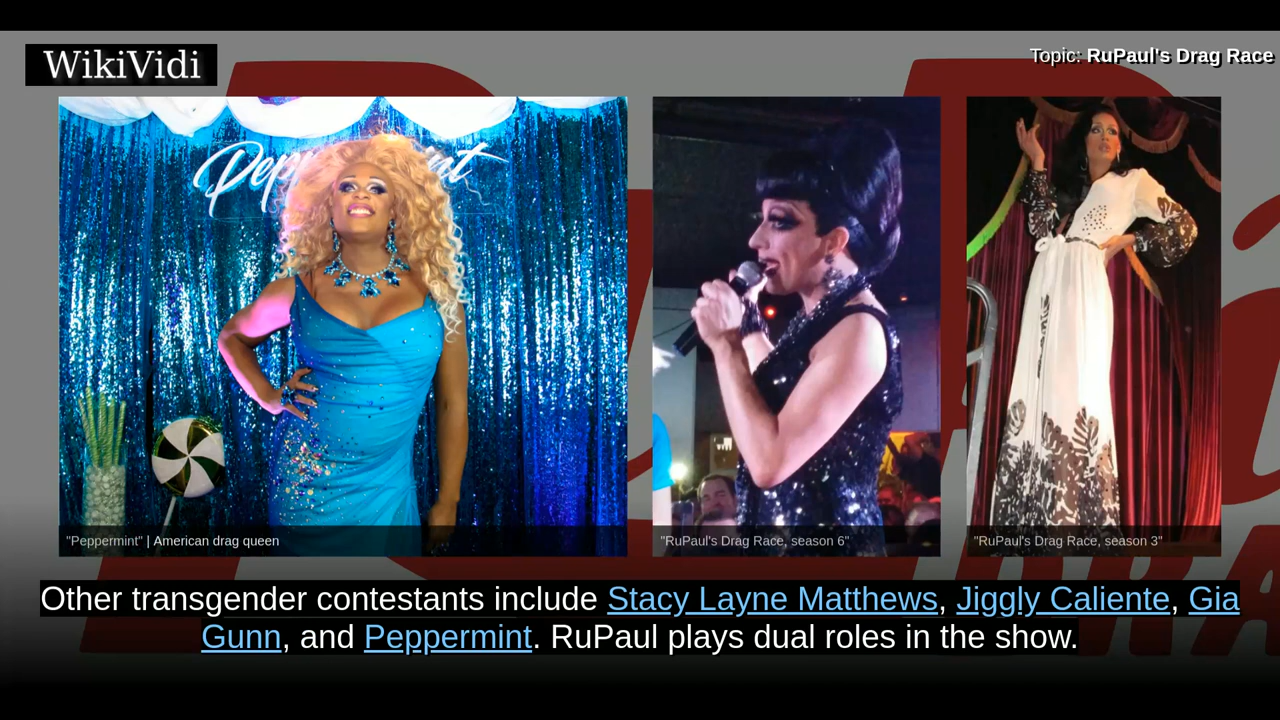 WikiVidi
Topic: RuPaul's Drag Race
"Peppermint" | American drag queen
"RuPaul's Drag Race, season 6"
"RuPaul's Drag Race, season 3"
Other transgender contestants include Stacy Layne Matthews, Jiggly Caliente, Gia
Gunn, and Peppermint. RuPaul plays dual roles in the show.